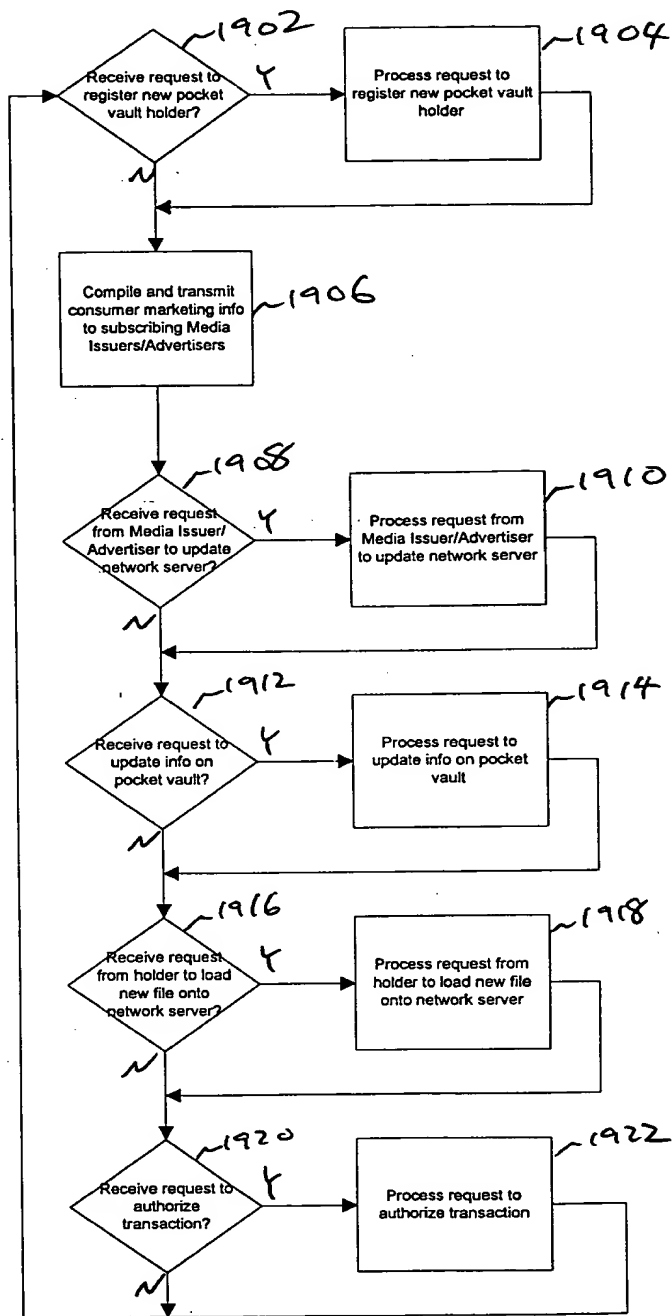 1902
Receive request to
register new pocket
vault holder?
Y
N
1904
Process request to
register new pocket vault
holder
1906
Compile and transmit
consumer marketing info
to subscribing Media
Issuers/Advertisers
1908
Receive request
from Media Issuer/
Advertiser to update
network server?
Y
N
1910
Process request from
Media Issuer/Advertiser
to update network server
1912
Receive request to
update info on
pocket vault?
Y
N
1914
Process request to
update info on pocket
vault
1916
Receive request
from holder to load
new file onto
network server?
Y
N
1918
Process request from
holder to load new file
onto network server
1920
Receive request to
authorize
transaction?
Y
N
1922
Process request to
authorize transaction